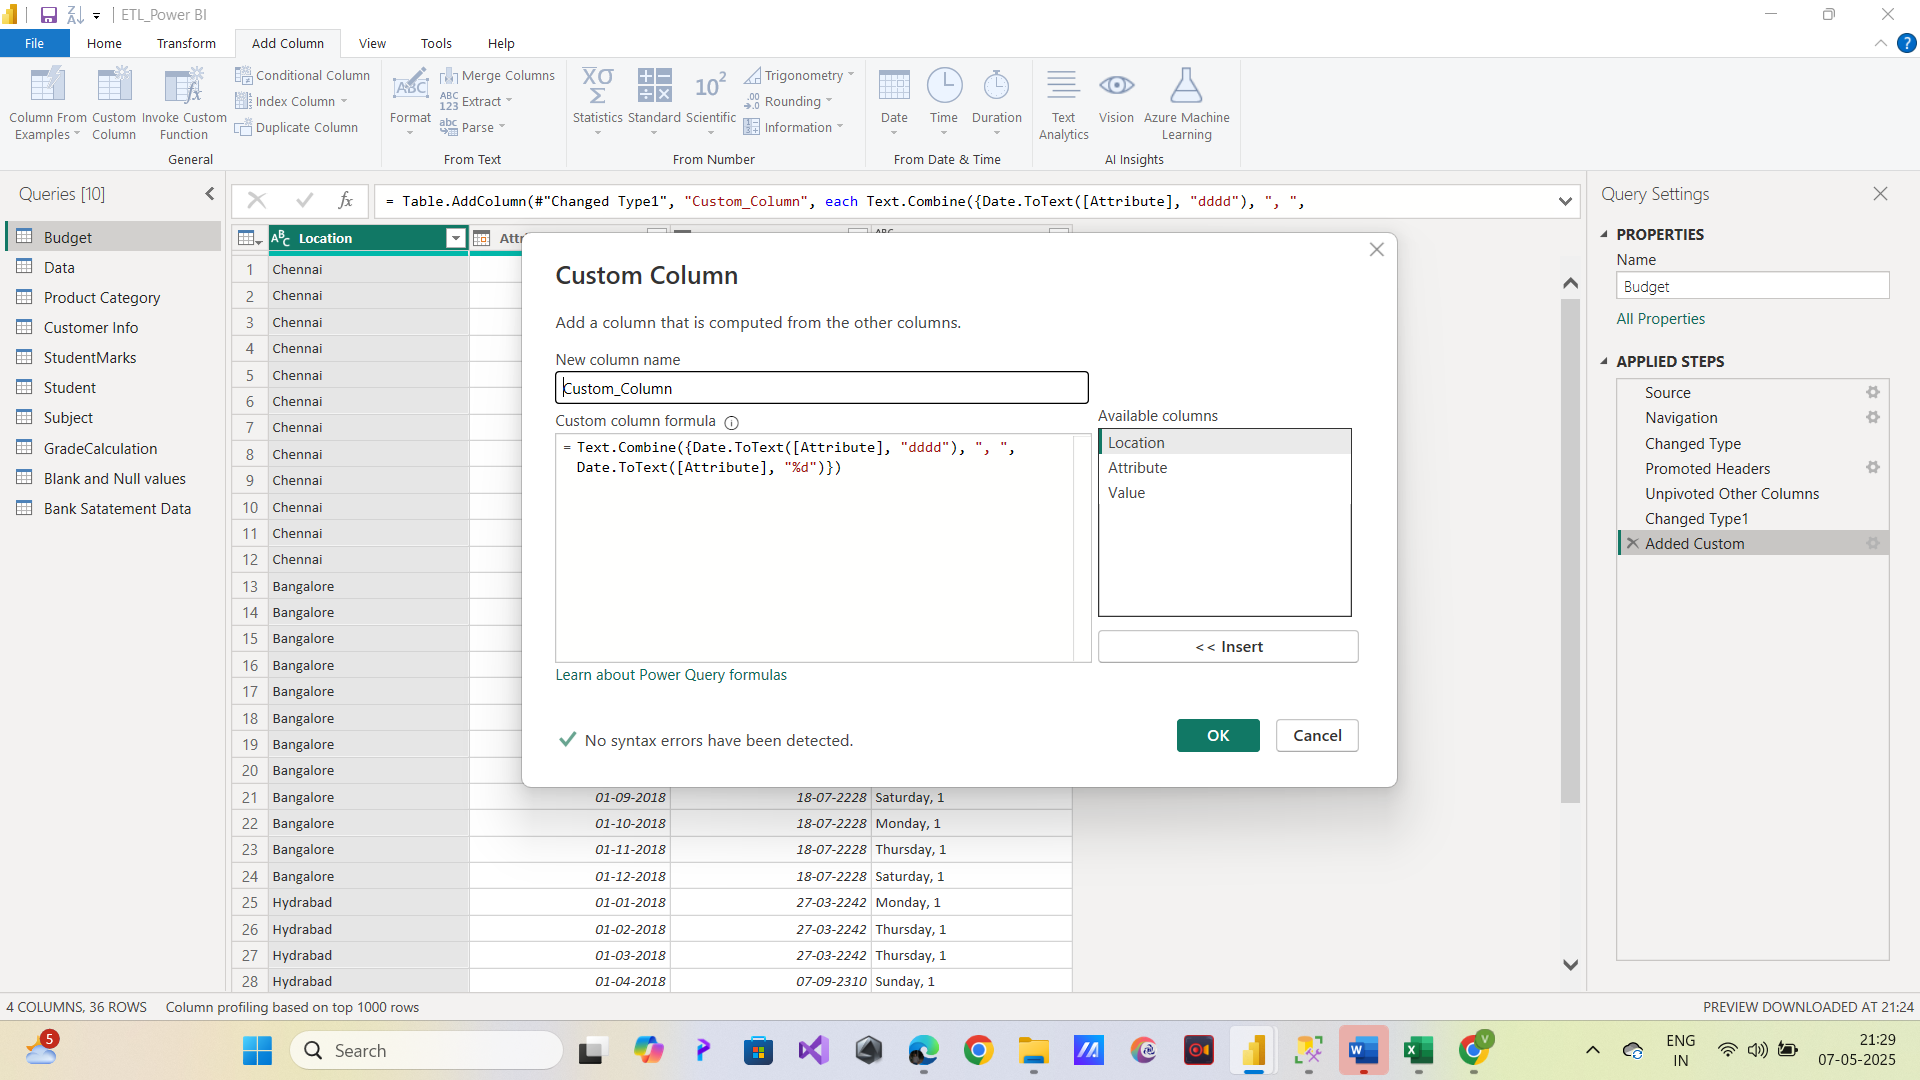 ETL_Power BI
File
Home
Transform
Add Column
View
Tools
Help
Column From
Examples
Custom
Column
Invoke Custom
Function
Conditional Column
Index Column
Duplicate Column
General
ABC
Format
Merge Columns
ABC
123
Extract
abc
Parse
From Text
XΣ
Statistics
Standard
10²
Scientific
Trigonometry
.00
Rounding
Information
From Number
Date
Time
Duration
From Date & Time
Text
Analytics
Vision
Azure Machine
Learning
AI Insights
Queries [10]
Budget
Data
Product Category
Customer Info
StudentMarks
Student
Subject
GradeCalculation
Blank and Null values
Bank Satatement Data
fx
= Table.AddColumn(#"Changed Type1", "Custom_Column", each Text.Combine({Date.ToText([Attribute], "dddd"), ", ",
ABC Location
1 Chennai
2 Chennai
3 Chennai
4 Chennai
5 Chennai
6 Chennai
7 Chennai
8 Chennai
9 Chennai
10 Chennai
11 Chennai
12 Chennai
13 Bangalore
14 Bangalore
15 Bangalore
16 Bangalore
17 Bangalore
18 Bangalore
19 Bangalore
20 Bangalore
21 Bangalore 01-09-2018 18-07-2228 Saturday, 1
22 Bangalore 01-10-2018 18-07-2228 Monday, 1
23 Bangalore 01-11-2018 18-07-2228 Thursday, 1
24 Bangalore 01-12-2018 18-07-2228 Saturday, 1
25 Hydrabad 01-01-2018 27-03-2242 Monday, 1
26 Hydrabad 01-02-2018 27-03-2242 Thursday, 1
27 Hydrabad 01-03-2018 27-03-2242 Thursday, 1
28 Hydrabad 01-04-2018 07-09-2310 Sunday, 1
Custom Column
Add a column that is computed from the other columns.
New column name
Custom_Column
Custom column formula
= Text.Combine({Date.ToText([Attribute], "dddd"), ", ",
Date.ToText([Attribute], "%d")})
Available columns
Location
Attribute
Value
<< Insert
Learn about Power Query formulas
No syntax errors have been detected.
OK
Cancel
Query Settings
PROPERTIES
Name
Budget
All Properties
APPLIED STEPS
Source
Navigation
Changed Type
Promoted Headers
Unpivoted Other Columns
Changed Type1
Added Custom
4 COLUMNS, 36 ROWS
Column profiling based on top 1000 rows
PREVIEW DOWNLOADED AT 21:24
5
Search
ENG
IN
21:29
07-05-2025